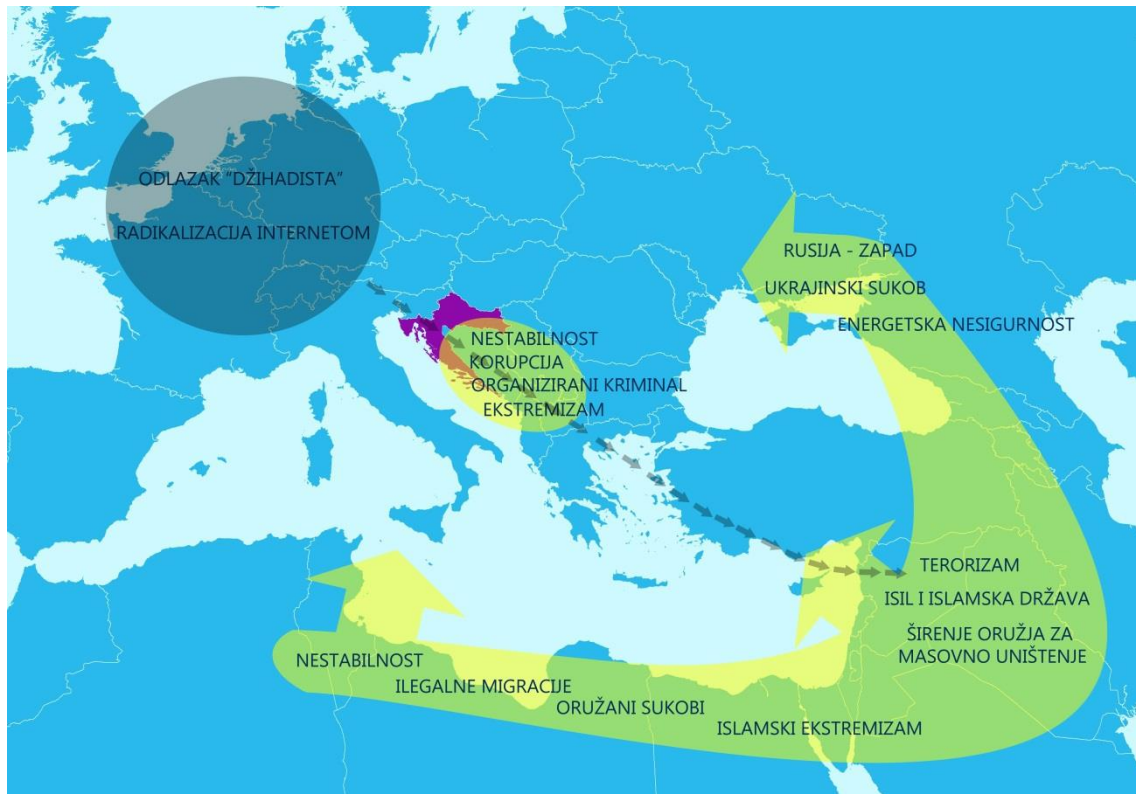 ODLAZAK "DŽIHADISTA"
RADIKALIZACIJA INTERNETOM
RUSIJA - ZAPAD
UKRAJINSKI SUKOB
ENERGETSKA NESIGURNOST
NESTABILNOST
KORUPCIJA
ORGANIZIRANI KRIMINAL
EKSTREMIZAM
TERORIZAM
ISIL I ISLAMSKA DRŽAVA
ŠIRENJE ORUŽJA ZA
MASOVNO UNIŠTENJE
NESTABILNOST
ILEGALNE MIGRACIJE
ORUŽANI SUKOBI
ISLAMSKI EKSTREMIZAM